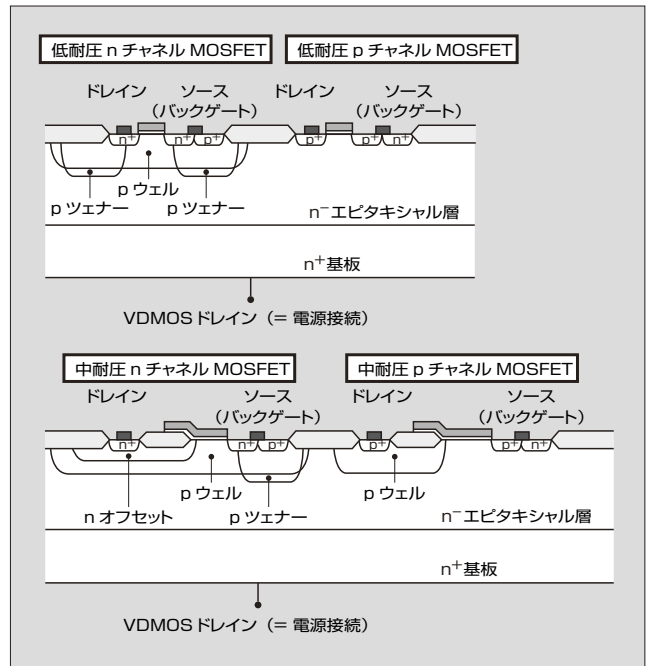 低耐圧 n チャネル MOSFET
低耐圧 p チャネル MOSFET
ドレイン
ソース
(バックゲート)
ドレイン
ソース
(バックゲート)
n+
n+
p+
p+
p+
n+
p ウェル
p ツェナー
p ツェナー
n−エピタキシャル層
n+基板
VDMOS ドレイン (= 電源接続)
中耐圧 n チャネル MOSFET
中耐圧 p チャネル MOSFET
ドレイン
ソース
(バックゲート)
ドレイン
ソース
(バックゲート)
n+
n+
p+
p+
p+
n+
p ウェル
p ウェル
n オフセット
p ツェナー
n−エピタキシャル層
n+基板
VDMOS ドレイン (= 電源接続)